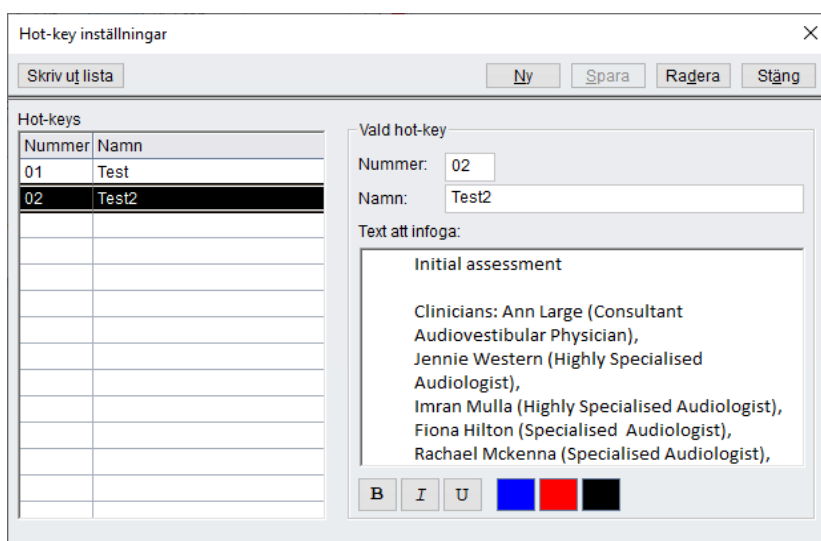 Hot-key inställningar
Skriv ut lista
Ny
Spara
Radera
Stäng
Hot-keys
Nummer Namn
01 Test
02 Test2
Vald hot-key
Nummer: 02
Namn: Test2
Text att infoga:
Initial assessment
Clinicians: Ann Large (Consultant
Audiovestibular Physician),
Jennie Western (Highly Specialised
Audiologist),
Imran Mulla (Highly Specialised Audiologist),
Fiona Hilton (Specialised Audiologist),
Rachael Mckenna (Specialised Audiologist),
B I U